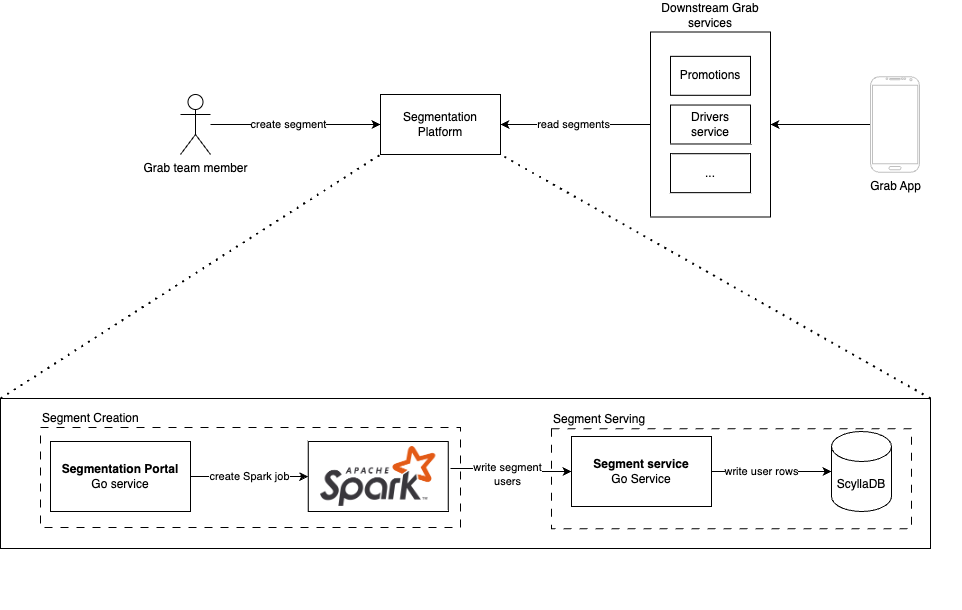 Downstream Grab
services
Promotions
Segmentation
Platform
create segment
read segments
Drivers
service
...
Grab team member
Grab App
Segment Creation
Segment Serving
Segmentation Portal
Go service
create Spark job
APACHE
Spark™
write segment
users
Segment service
Go Service
write user rows
ScyllaDB